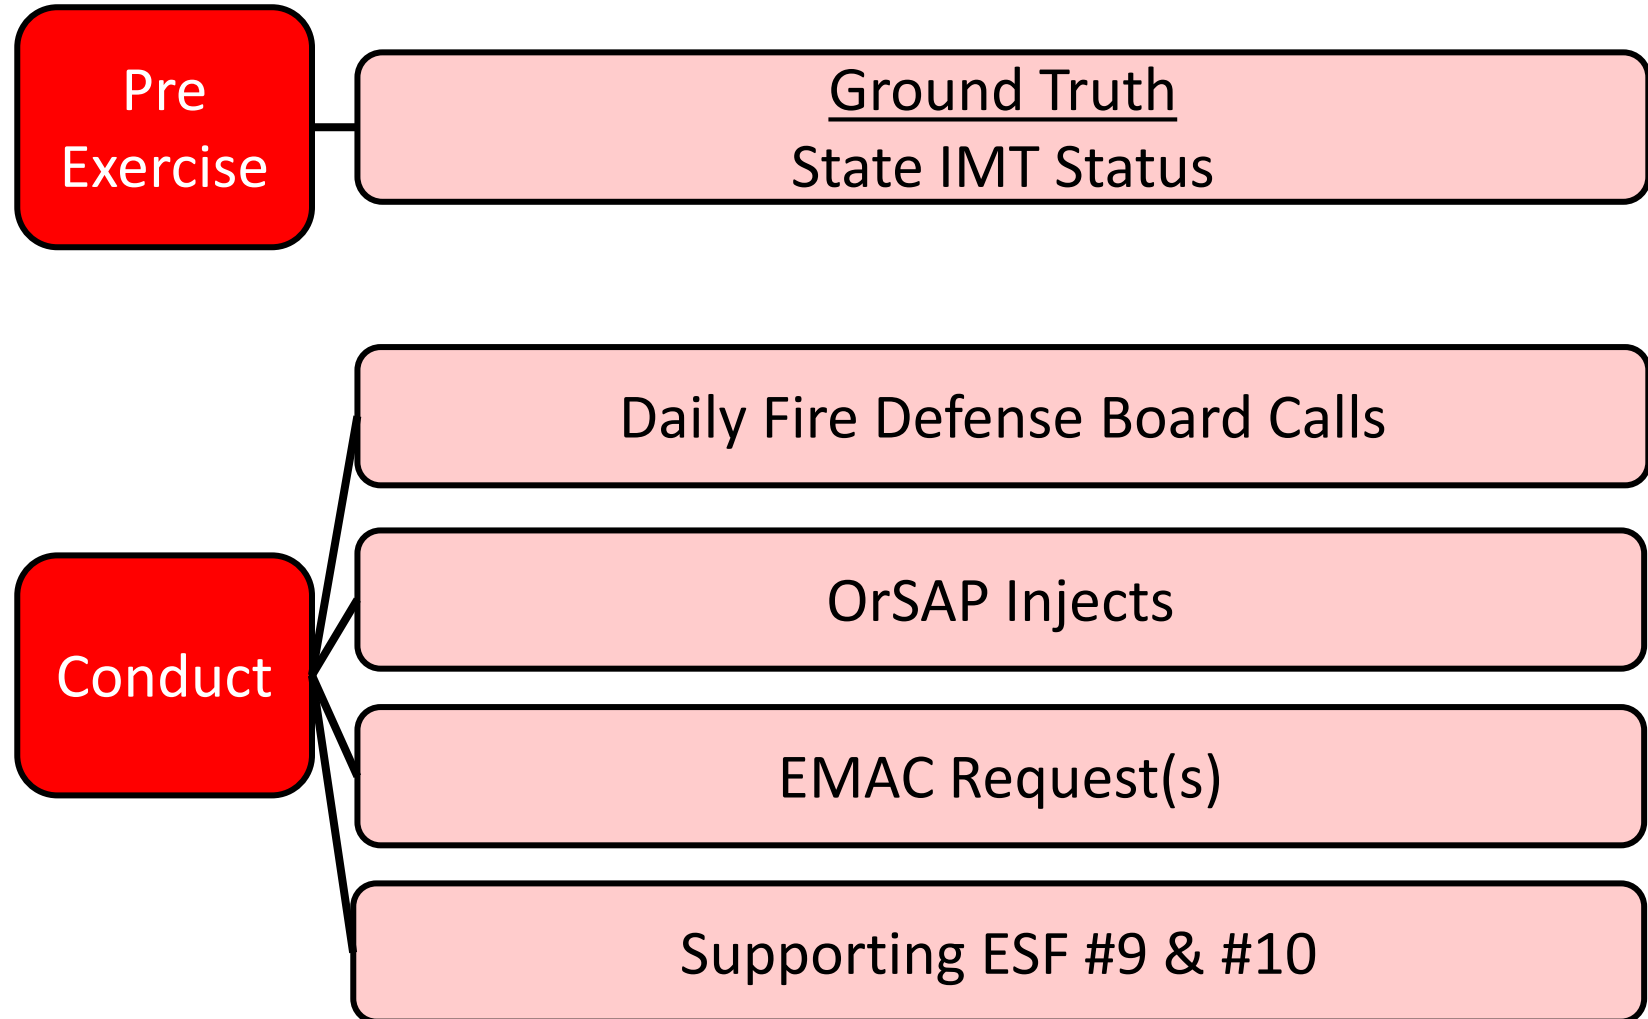 Pre
Exercise
Ground Truth
State IMT Status
Daily Fire Defense Board Calls
OrSAP Injects
Conduct
EMAC Request(s)
Supporting ESF #9 & #10